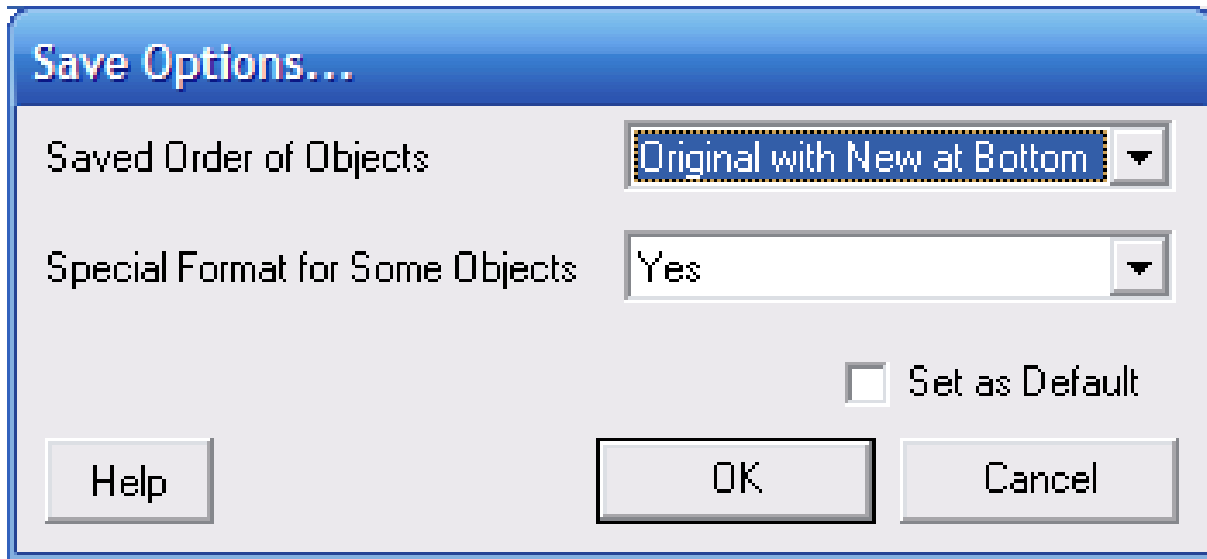 Save Options...
Saved Order of Objects Original with New at Bottom
Special Format for Some Objects Yes
Set as Default
Help OK Cancel